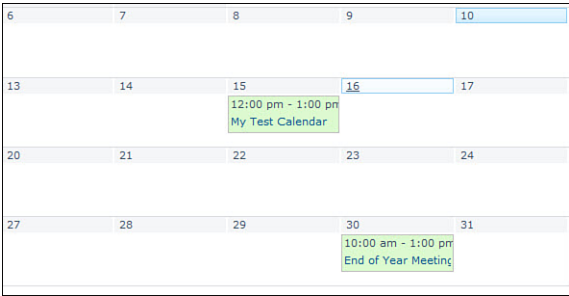 6 7 8 9 10
13 14 15 16 17
12:00 pm - 1:00 pm
My Test Calendar
20 21 22 23 24
27 28 29 30 31
10:00 am - 1:00 pm
End of Year Meeting